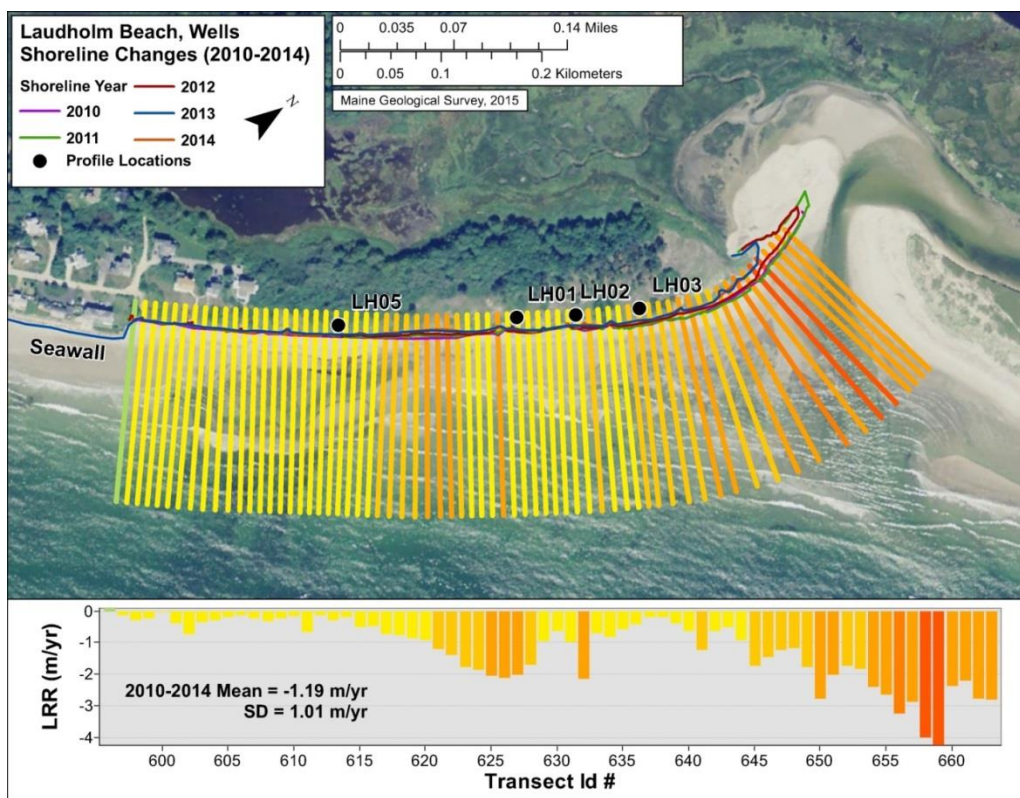 Laudholm Beach, Wells
Shoreline Changes (2010-2014)
Shoreline Year
2010
2011
2012
2013
2014
Profile Locations
N
0 0.035 0.07 0.14 Miles
0 0.05 0.1 0.2 Kilometers
Maine Geological Survey, 2015
LH05 LH01 LH02 LH03
Seawall
LRR (m/yr)
0
-1
-2
-3
-4
2010-2014 Mean = -1.19 m/yr
SD = 1.01 m/yr
600 605 610 615 620 625 630 635 640 645 650 655 660
Transect Id #